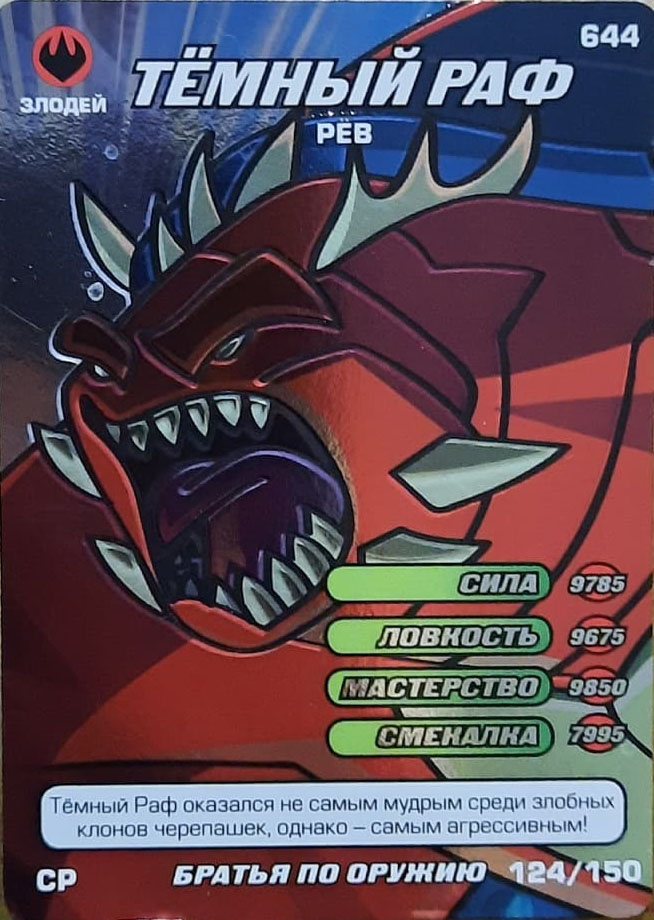 644
ЗЛОДЕЙ
ТЁМНЫЙ РАФ
РЁВ
СИЛА 9785
ЛОВКОСТЬ 9675
МАСТЕРСТВО 9850
СМЕКАЛКА 7995
Тёмный Раф оказался не самым мудрым среди злобных
клонов черепашек, однако – самым агрессивным!
СР БРАТЬЯ ПО ОРУЖИЮ 124/150